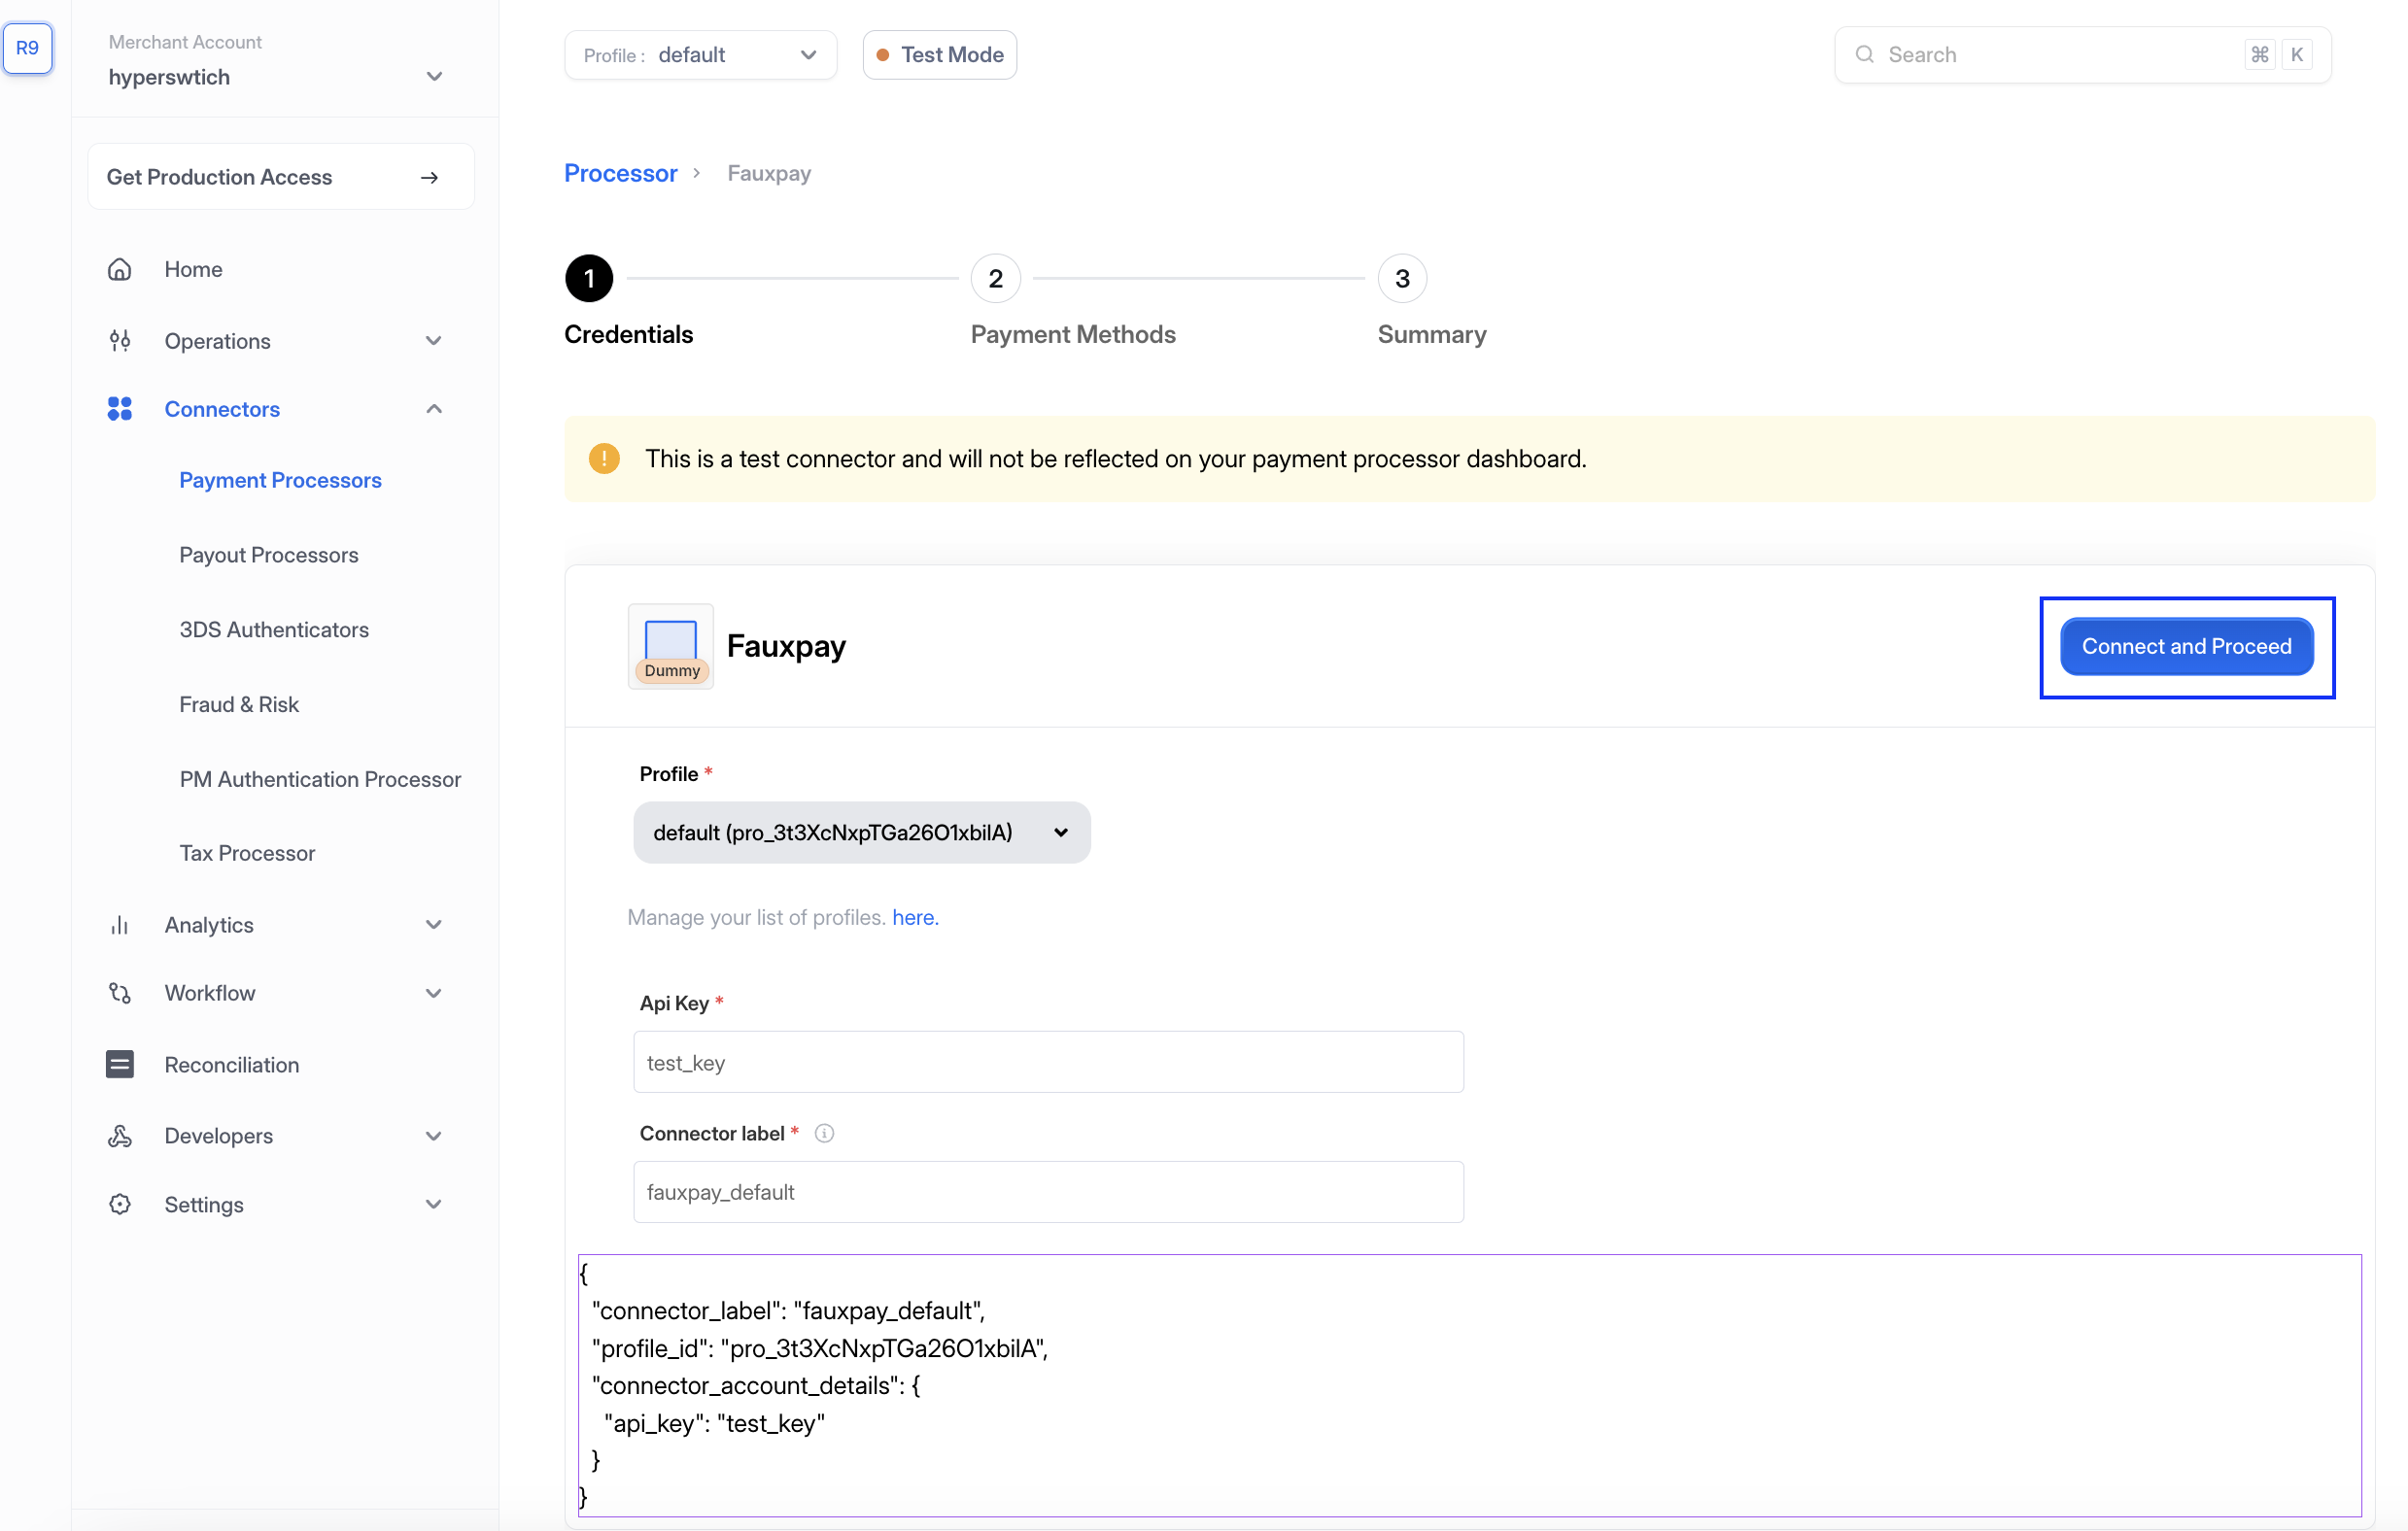 R9
Merchant Account
hyperswtich
Get Production Access
Home
Operations
Connectors
Payment Processors
Payout Processors
3DS Authenticators
Fraud & Risk
PM Authentication Processor
Tax Processor
Analytics
Workflow
Reconciliation
Developers
Settings
Profile : default
Test Mode
Search ⌘ K
Processor > Fauxpay
1 2 3
Credentials Payment Methods Summary
! This is a test connector and will not be reflected on your payment processor dashboard.
Dummy
Fauxpay
Connect and Proceed
Profile *
default (pro_3t3XcNxpTGa26O1xbilA)
Manage your list of profiles. here.
Api Key *
test_key
Connector label *
fauxpay_default
{
"connector_label": "fauxpay_default",
"profile_id": "pro_3t3XcNxpTGa26O1xbilA",
"connector_account_details": {
"api_key": "test_key"
}
}